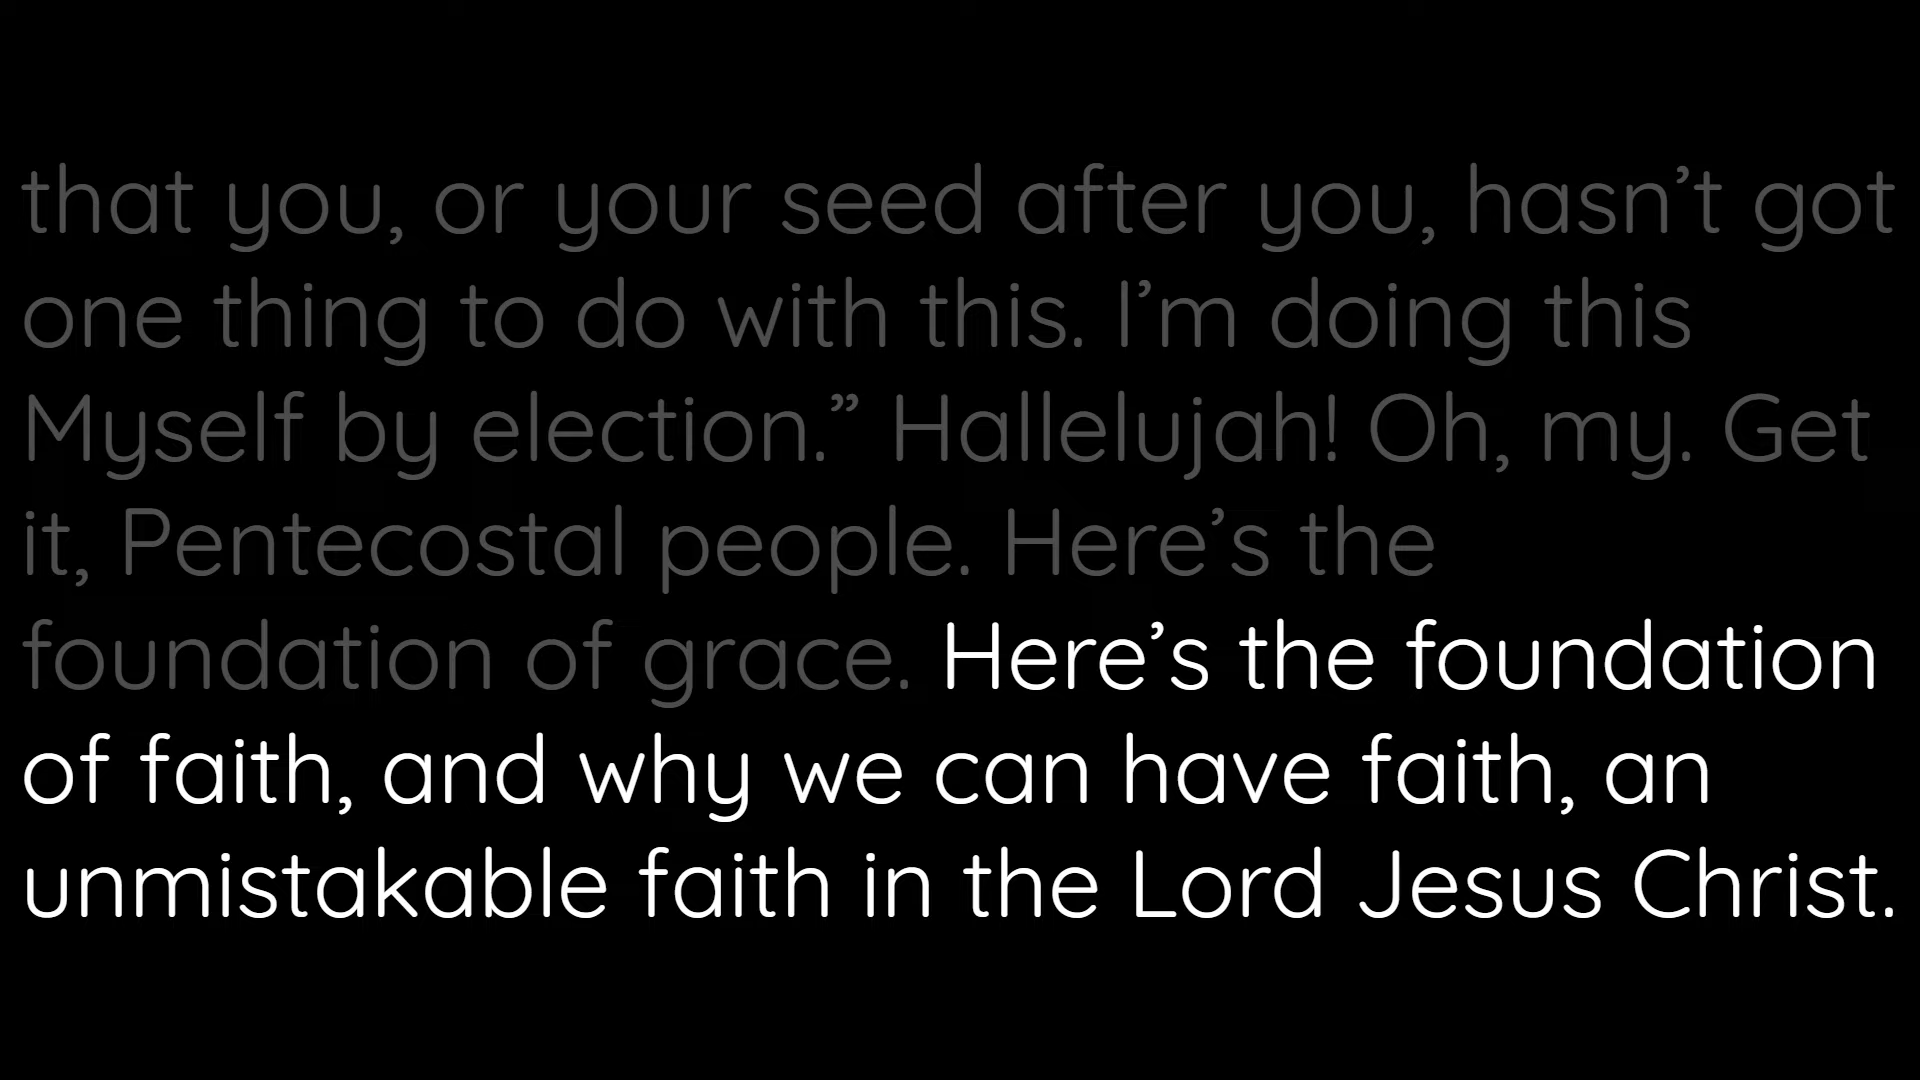 that you, or your seed after you, hasn’t got
one thing to do with this. I’m doing this
Myself by election.” Hallelujah! Oh, my. Get
it, Pentecostal people. Here’s the
foundation of grace. Here’s the foundation
of faith, and why we can have faith, an
unmistakable faith in the Lord Jesus Christ.